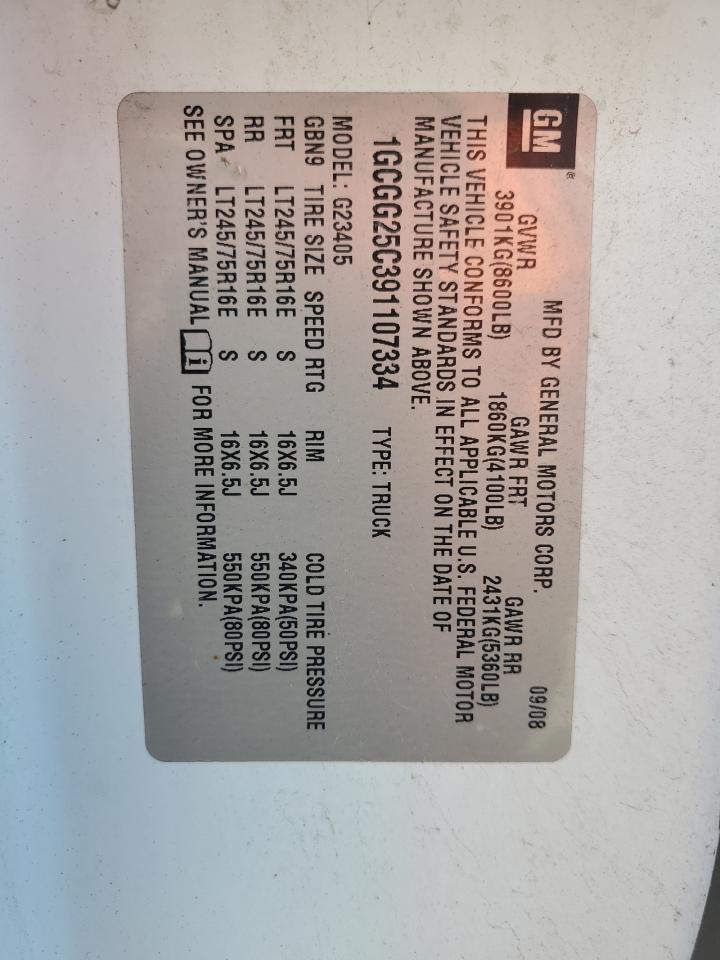 GM ®
MFD BY GENERAL MOTORS CORP. 09/08
GVWR GAWR FRT GAWR RR
3901KG(8600LB) 1860KG(4100LB) 2431KG(5360LB)
THIS VEHICLE CONFORMS TO ALL APPLICABLE U.S. FEDERAL MOTOR
VEHICLE SAFETY STANDARDS IN EFFECT ON THE DATE OF
MANUFACTURE SHOWN ABOVE.
1GCGG25C391107334 TYPE: TRUCK
MODEL: G23405
GBN9 TIRE SIZE SPEED RTG RIM COLD TIRE PRESSURE
FRT LT245/75R16E S 16X6.5J 340KPA(50PSI)
RR LT245/75R16E S 16X6.5J 550KPA(80PSI)
SPA LT245/75R16E S 16X6.5J 550KPA(80PSI)
SEE OWNER'S MANUAL i FOR MORE INFORMATION.